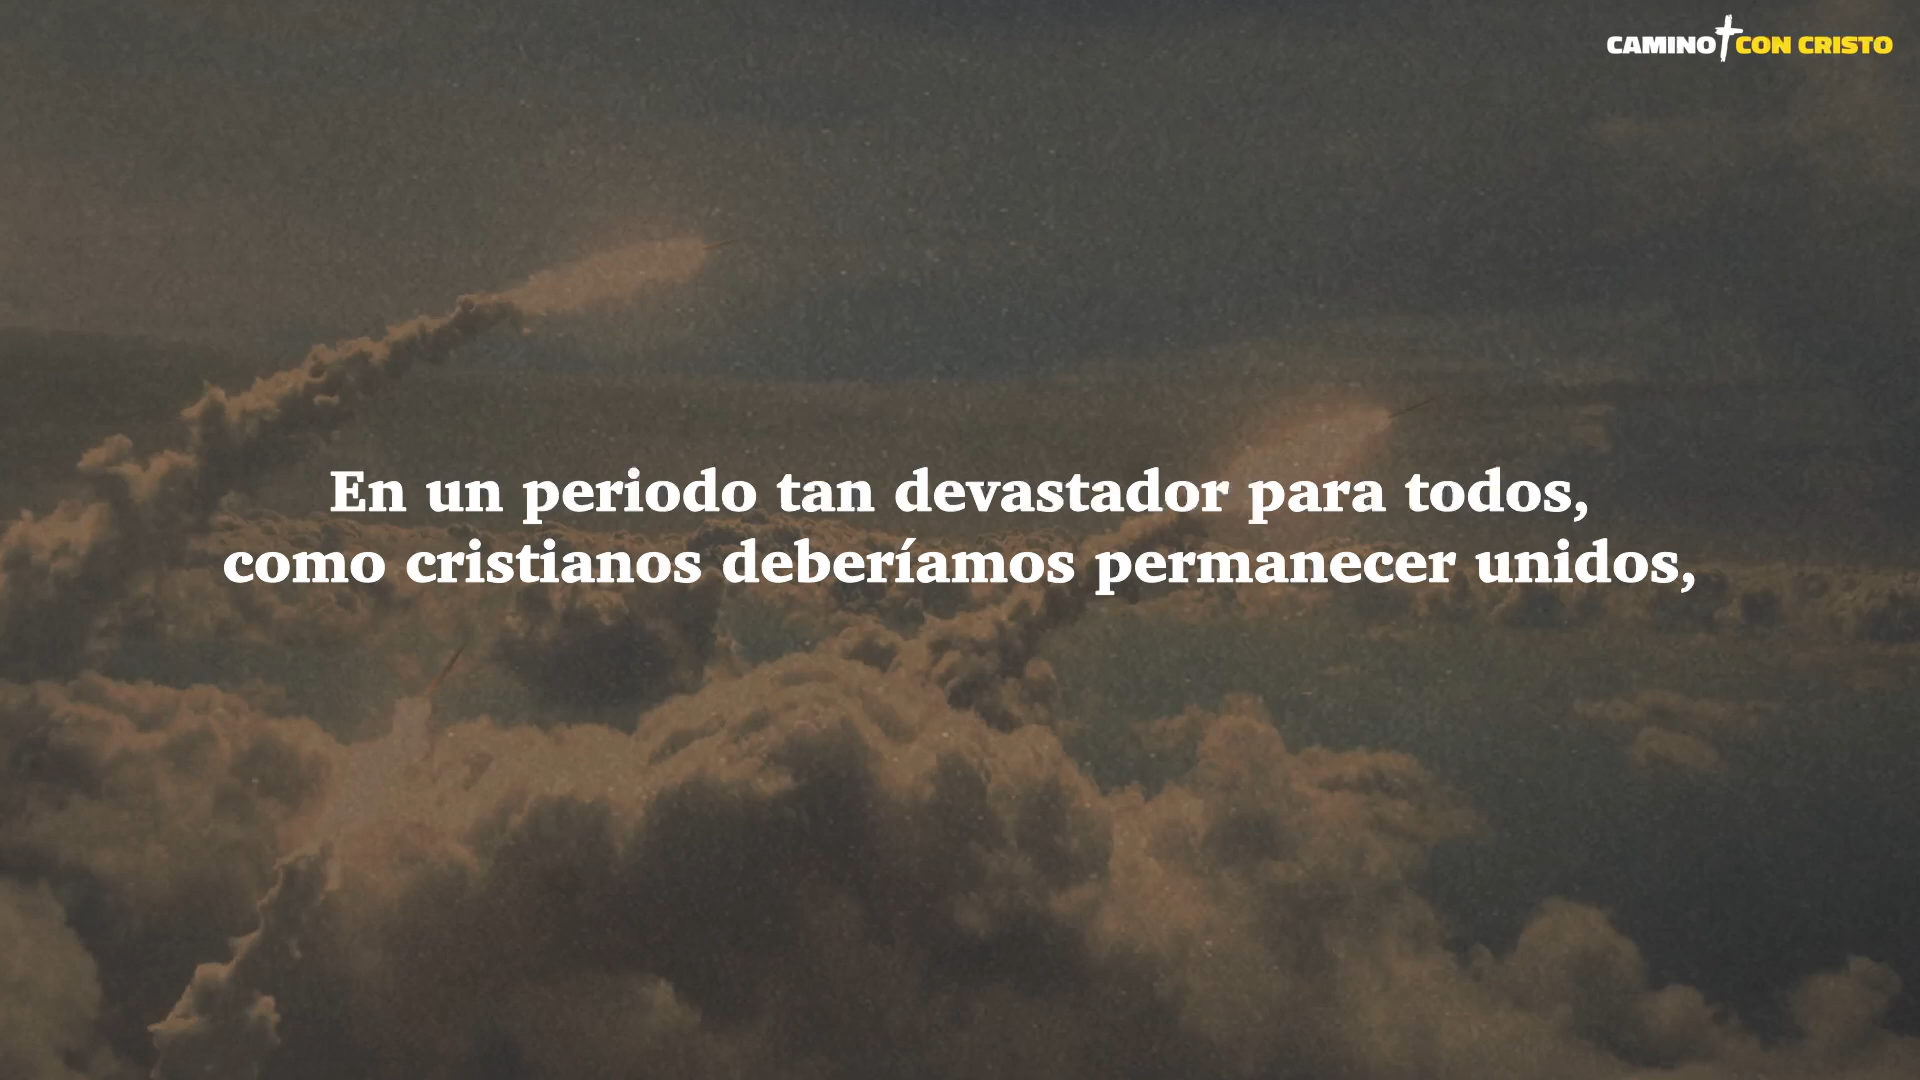 CAMINO CON CRISTO
En un periodo tan devastador para todos,
como cristianos deberíamos permanecer unidos,